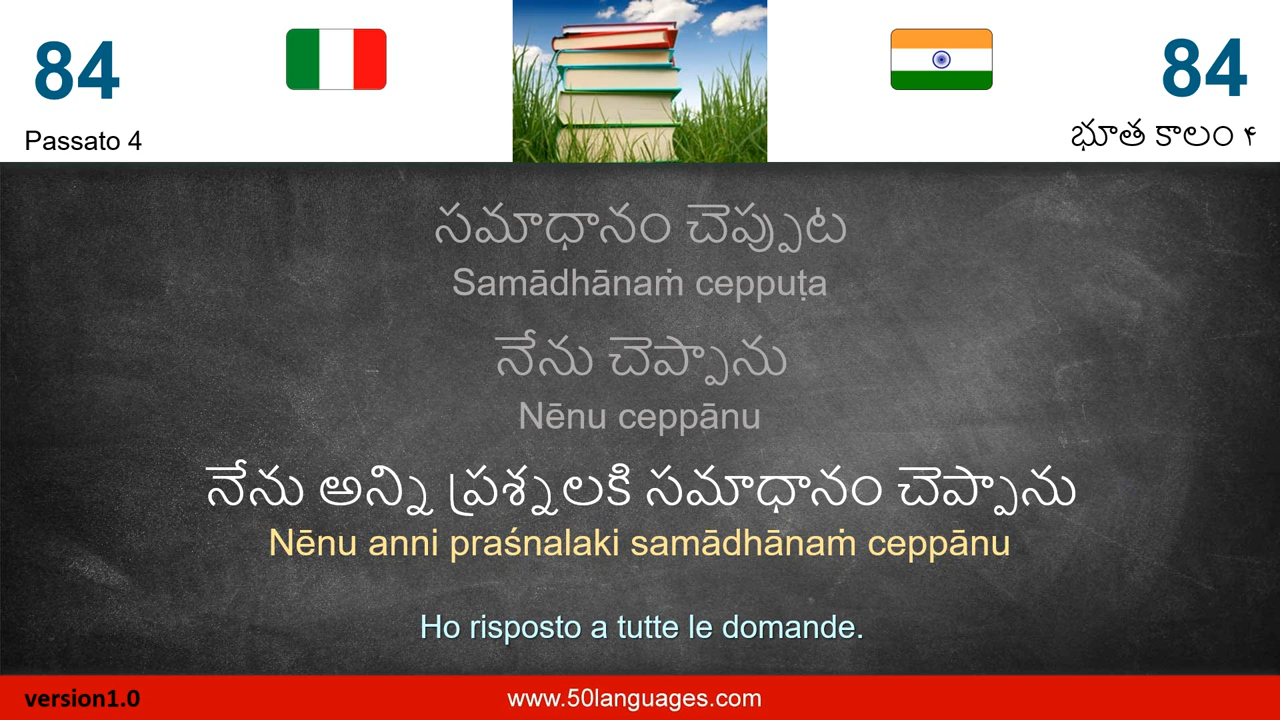 84
84
Passato 4
భూత కాలం ۴
సమాధానం చెప్పుట
Samādhānaṁ ceppuṭa
నేను చెప్పాను
Nēnu ceppānu
నేను అన్ని ప్రశ్నలకి సమాధానం చెప్పాను
Nēnu anni praśnalaki samādhānaṁ ceppānu
Ho risposto a tutte le domande.
version1.0
www.50languages.com